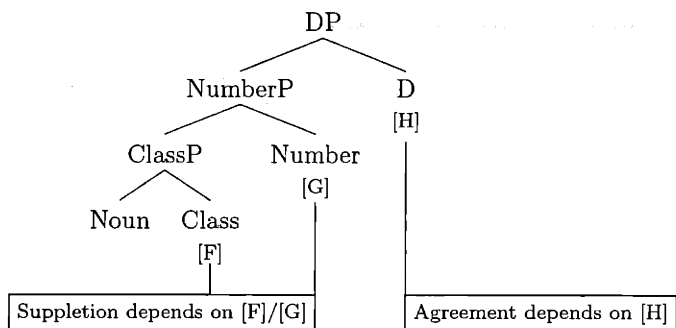 DP
NumberP D
[H]
ClassP Number
[G]
Noun Class
[F]
Suppletion depends on [F]/[G] Agreement depends on [H]